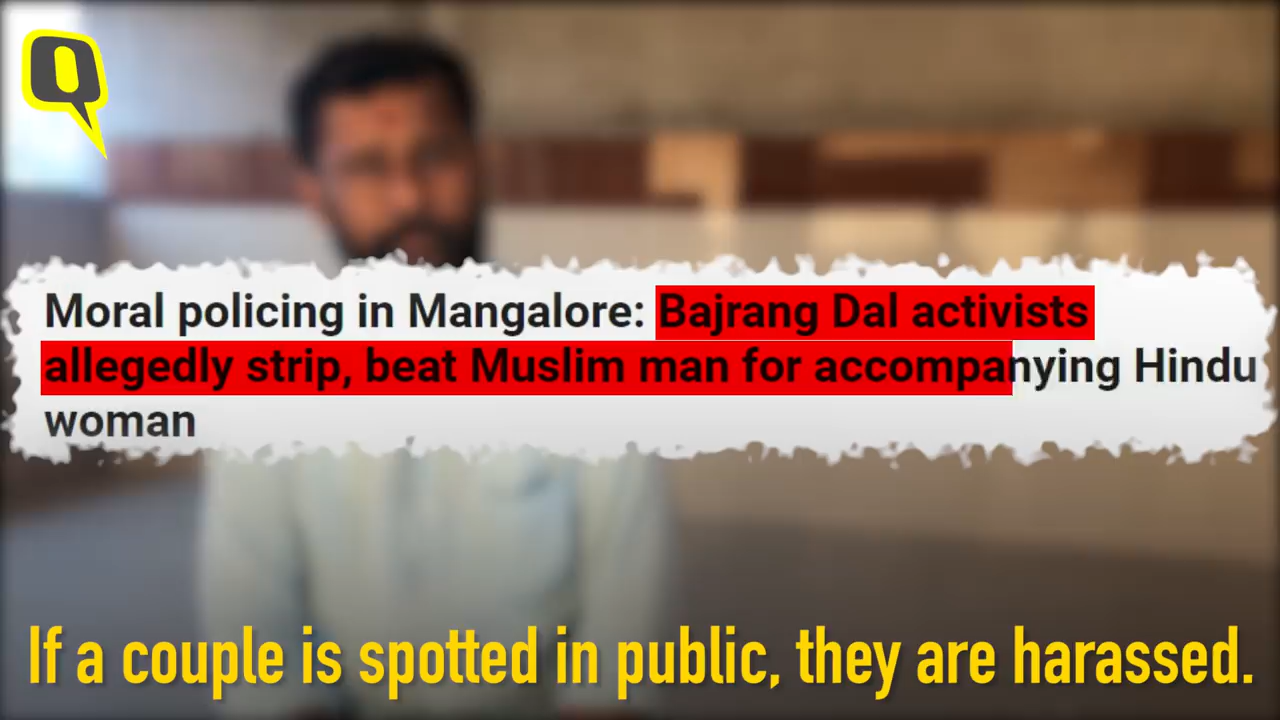 Q
Moral policing in Mangalore: Bajrang Dal activists
allegedly strip, beat Muslim man for accompanying Hindu
woman
If a couple is spotted in public, they are harassed.